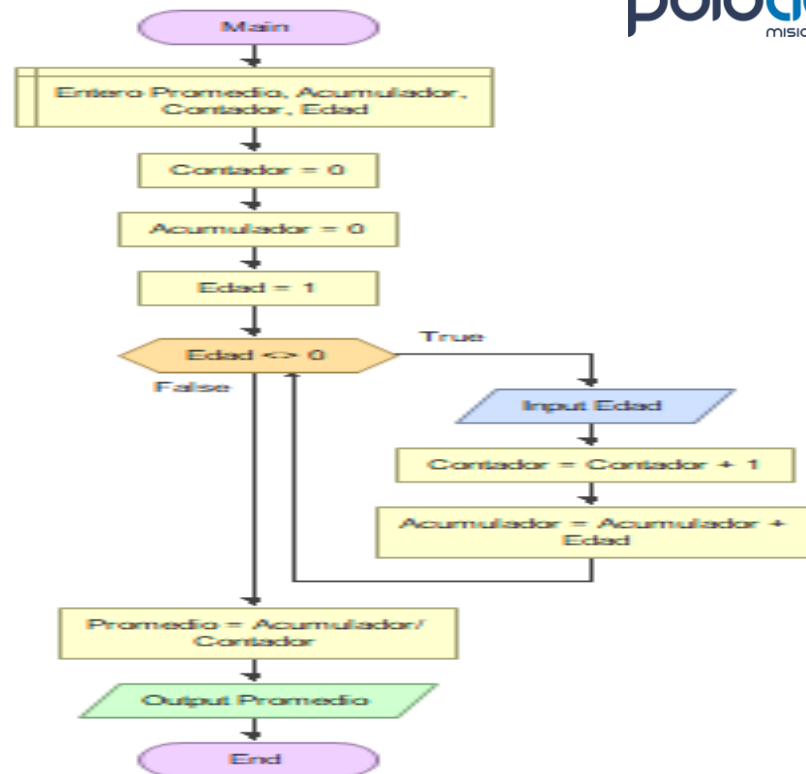 Main
Entero Promedio, Acumulador,
Contador, Edad
Contador = 0
Acumulador = 0
Edad = 1
Edad <> 0
True
False
Input Edad
Contador = Contador + 1
Acumulador = Acumulador +
Edad
Promedio = Acumulador/
Contador
Output Promedio
End